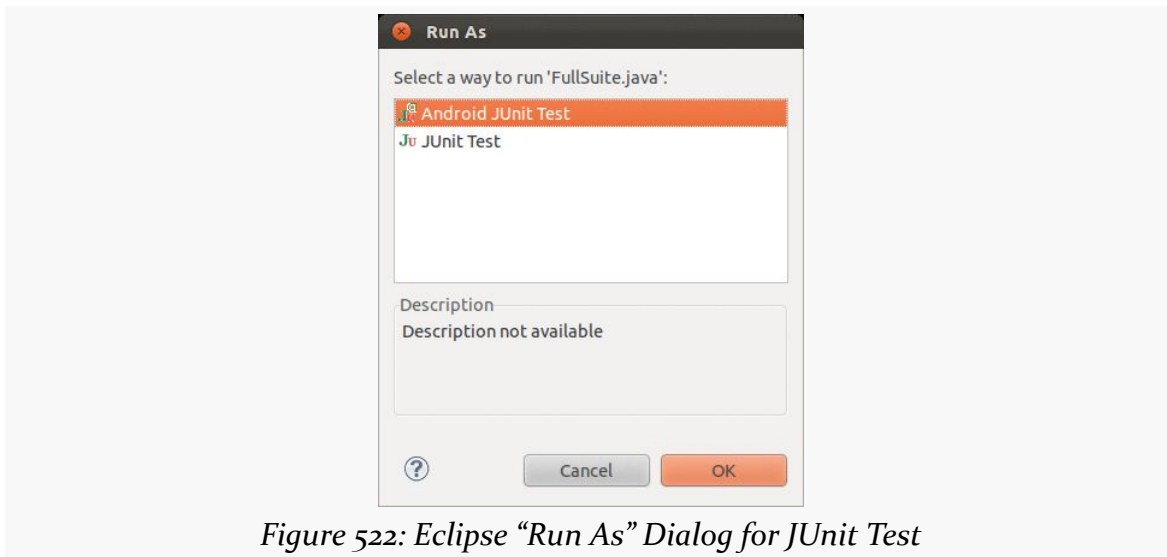 Run As
Select a way to run 'FullSuite.java':
Android JUnit Test
Ju JUnit Test
Description
Description not available
?
Cancel
OK
Figure 522: Eclipse “Run As” Dialog for JUnit Test